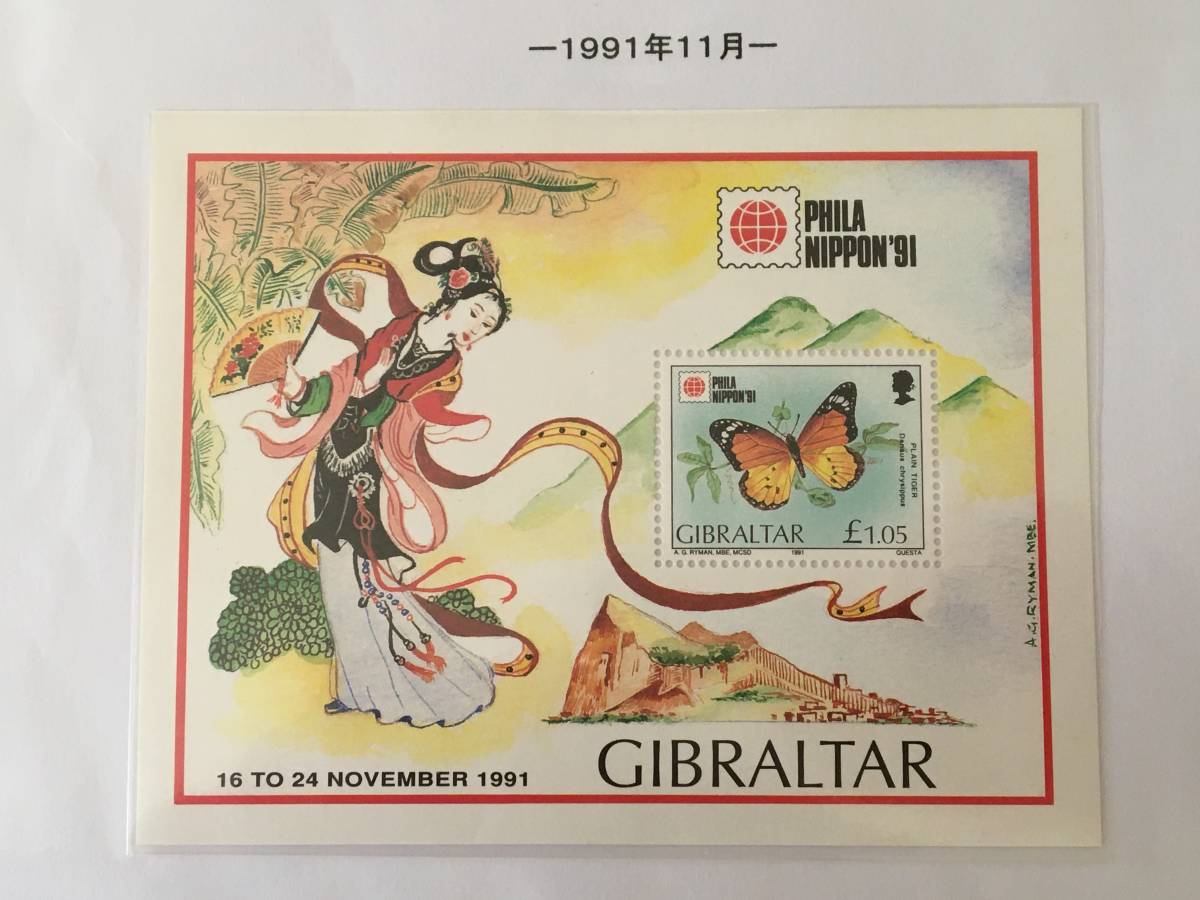 —1991年11月—
PHILA
NIPPON'91
PHILA
NIPPON'91
PLAIN TIGER
Danaus chrysippus
GIBRALTAR £1.05
A. G. RYMAN, MBE, MCSD 1991 QUESTA
A.G.RYMAN.MBE.
16 TO 24 NOVEMBER 1991
GIBRALTAR